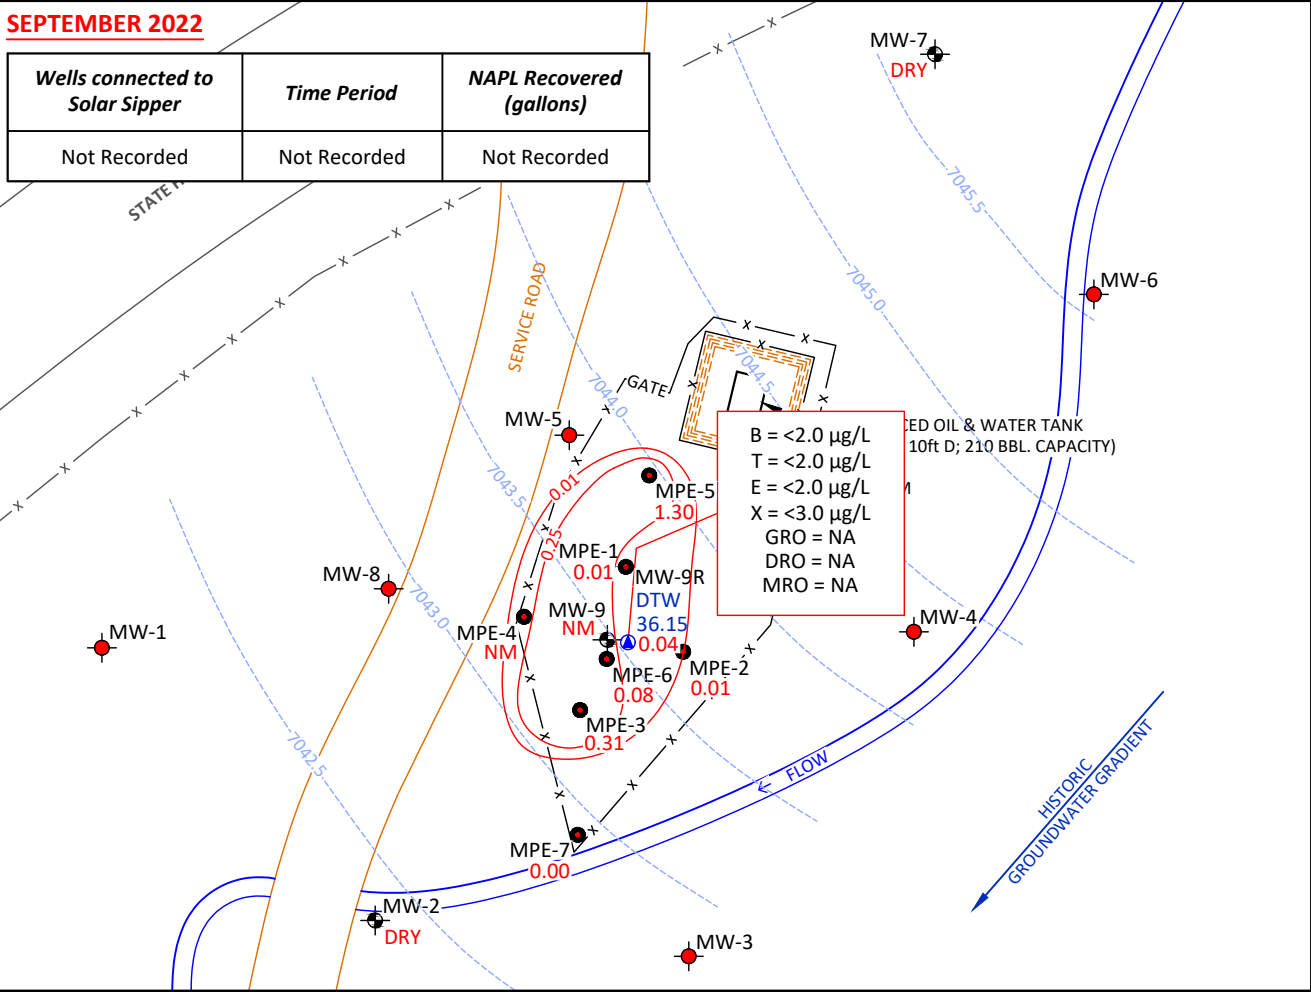 SEPTEMBER 2022
Wells connected to
Solar Sipper
Time Period
NAPL Recovered
(gallons)
Not Recorded
Not Recorded
Not Recorded
STATE
SERVICE ROAD
MW-7
DRY
7045.5
7045.0
MW-6
7044.5
7044.0
GATE
MW-5
CED OIL & WATER TANK
10ft D; 210 BBL. CAPACITY)
M
B = <2.0 µg/L
T = <2.0 µg/L
E = <2.0 µg/L
X = <3.0 µg/L
GRO = NA
DRO = NA
MRO = NA
7043.5
0.01
0.25
MPE-5
1.30
MPE-1
0.01
MW-9R
DTW
36.15
0.04
MW-8
7043.0
MW-9
NM
MPE-4
NM
MW-1
MW-4
MPE-2
0.01
MPE-6
0.08
MPE-3
0.31
7042.5
FLOW
HISTORIC
GROUNDWATER GRADIENT
MPE-7
0.00
MW-2
DRY
MW-3